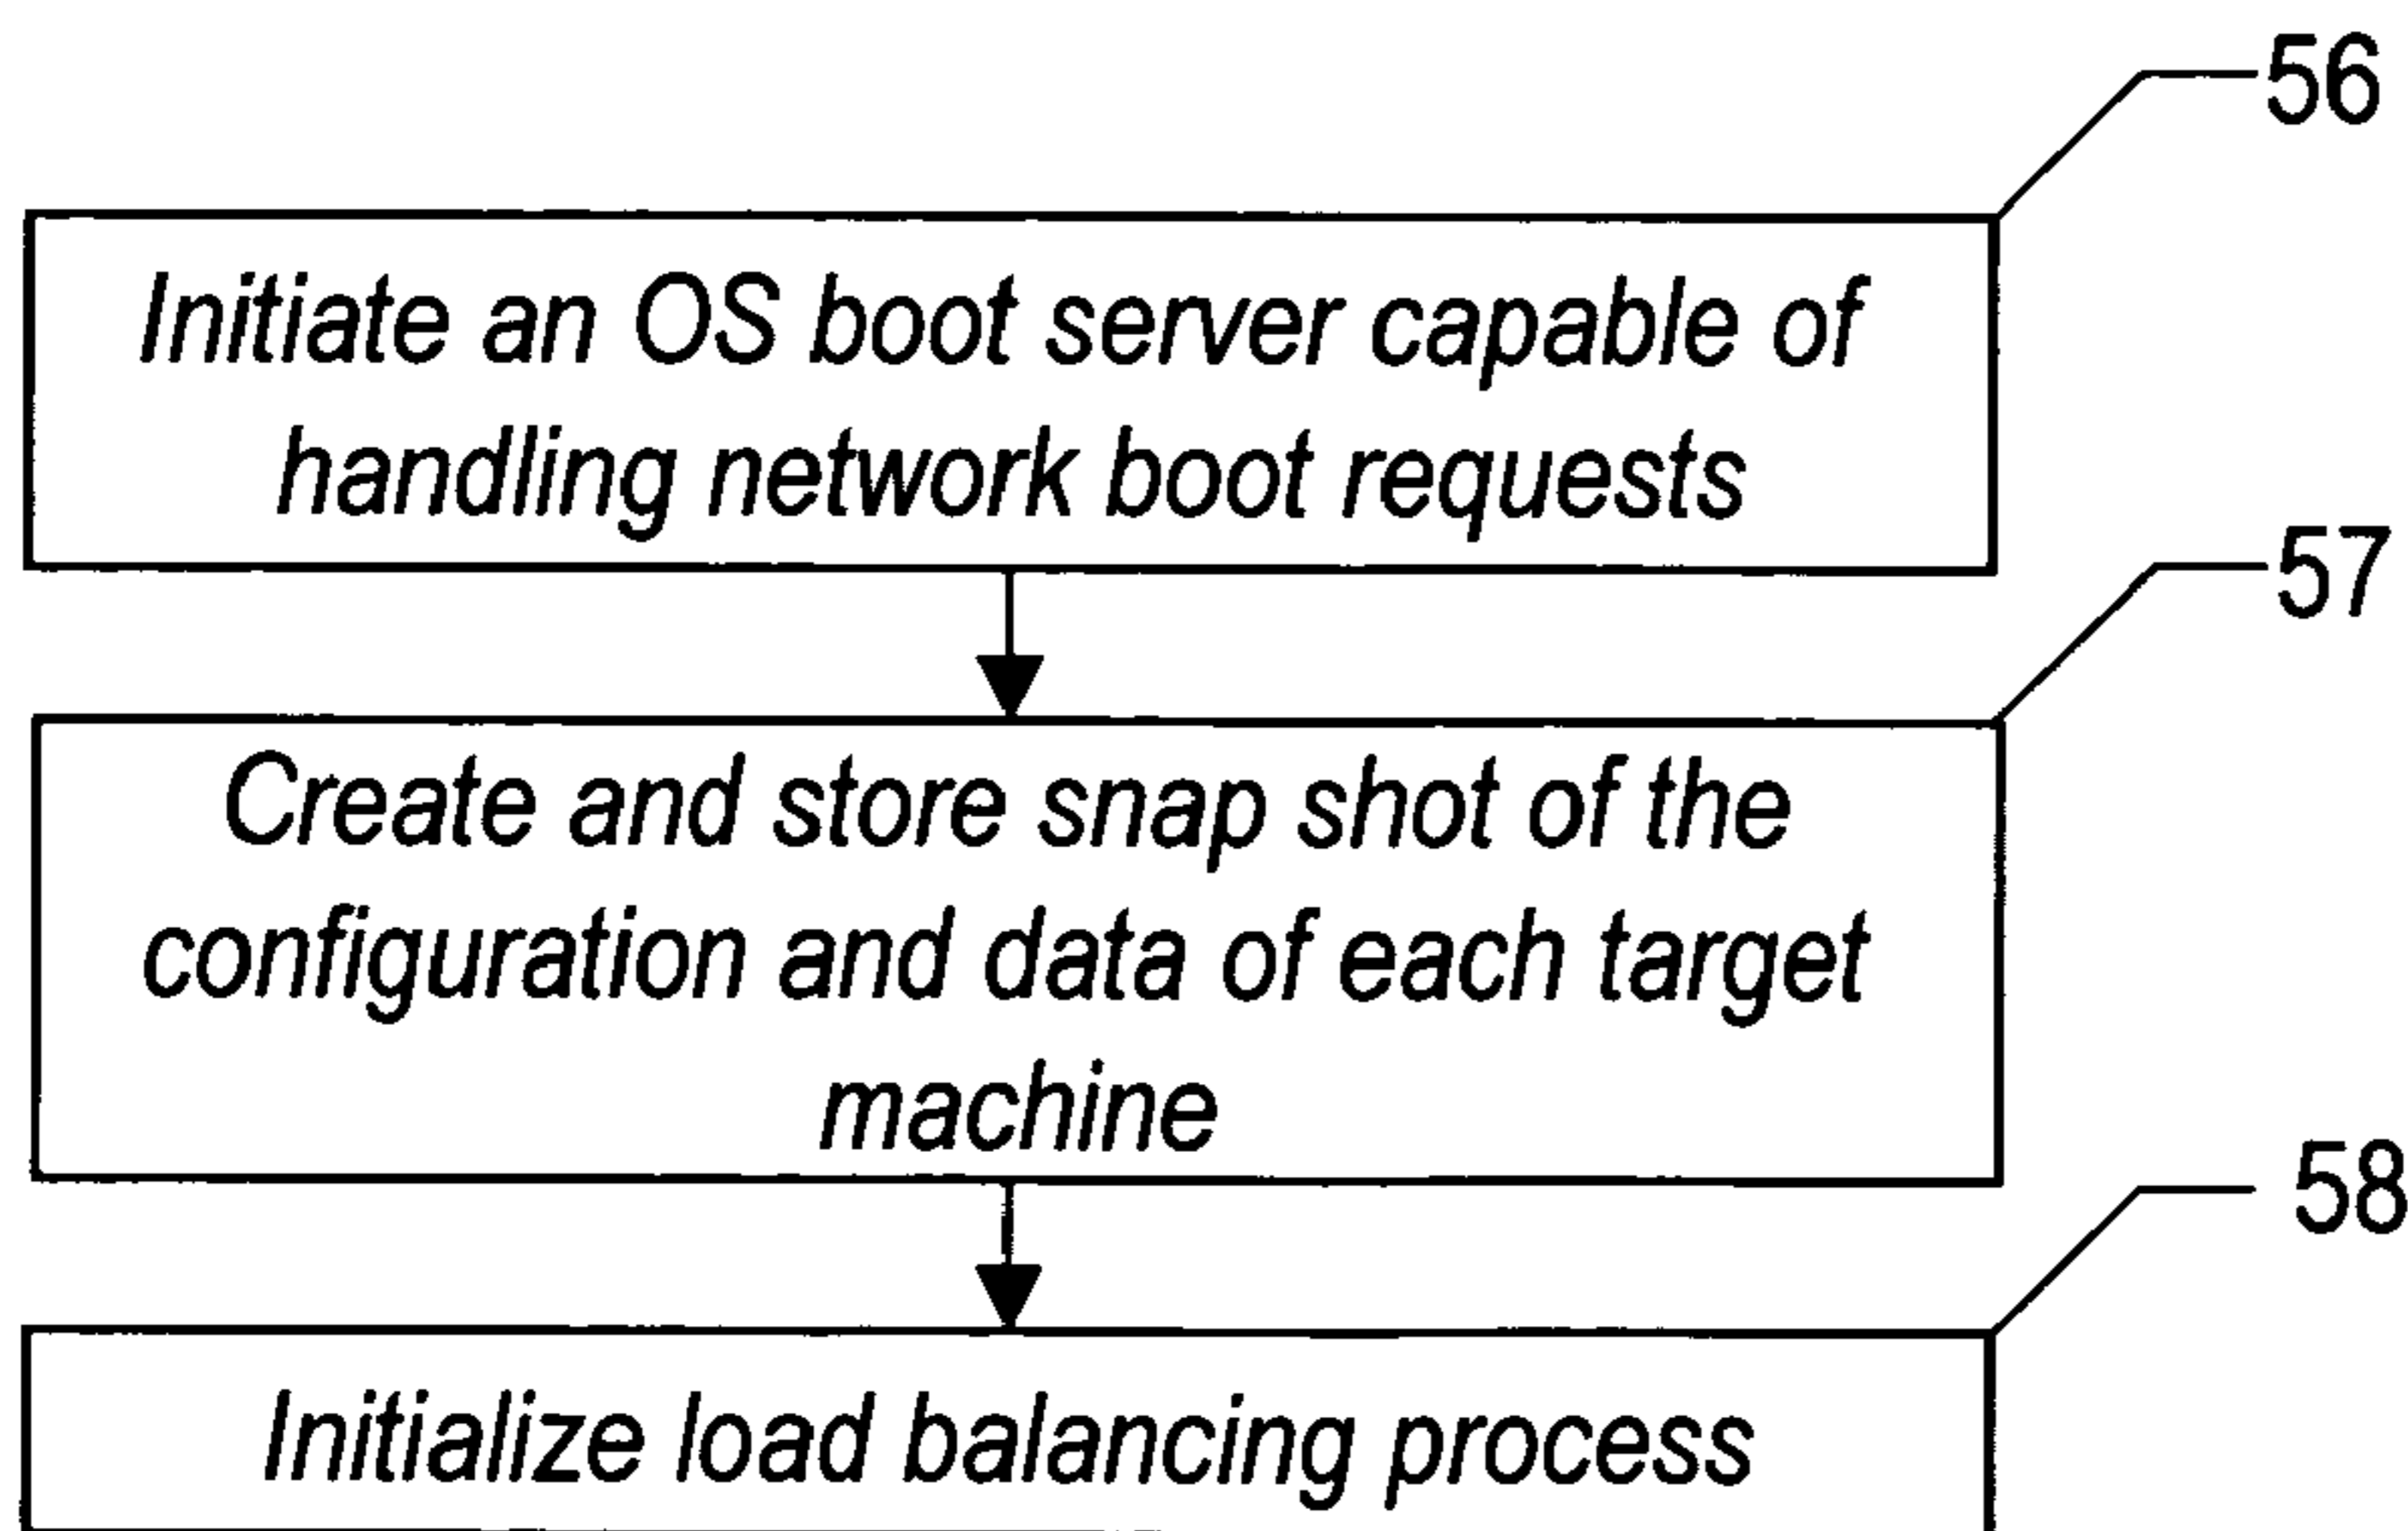 56
Initiate an OS boot server capable of
handling network boot requests
57
Create and store snap shot of the
configuration and data of each target
machine
58
Initialize load balancing process